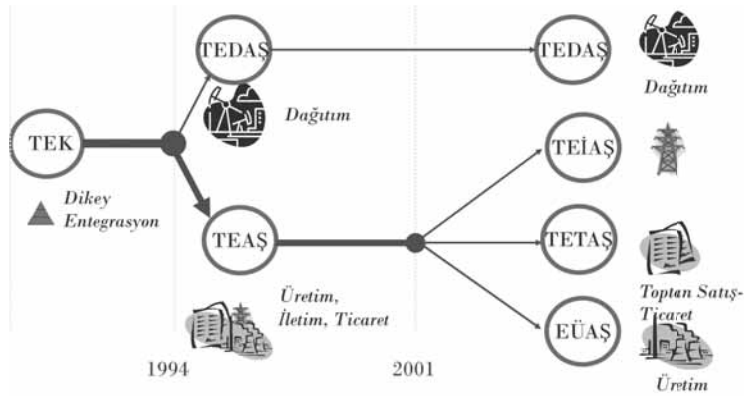 TEDAŞ
TEDAŞ
Dağıtım
Dağıtım
TEK
TEİAŞ
Dikey
Entegrasyon
TEAŞ
TETAŞ
Üretim,
İletim, Ticaret
Toptan Satış-
Ticaret
EÜAŞ
1994
2001
Üretim